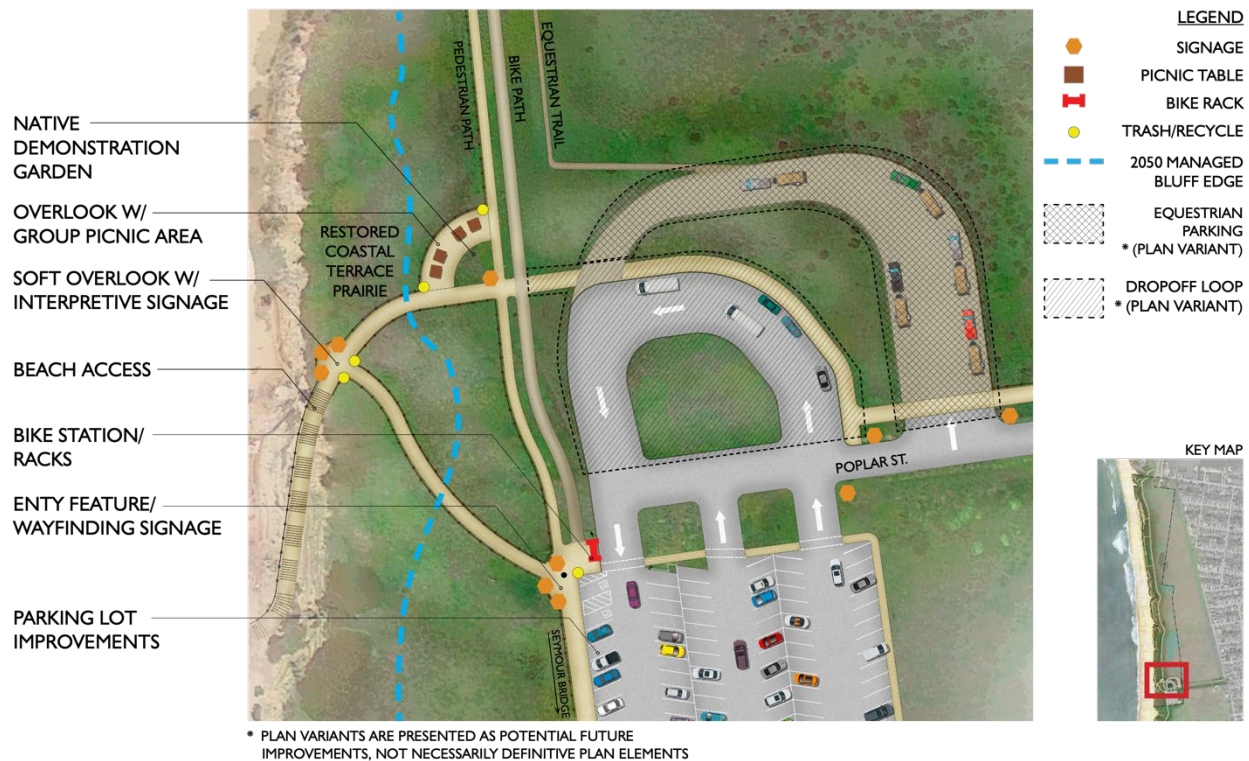 NATIVE
DEMONSTRATION
GARDEN
OVERLOOK W/
GROUP PICNIC AREA
SOFT OVERLOOK W/
INTERPRETIVE SIGNAGE
BEACH ACCESS
BIKE STATION/
RACKS
ENTY FEATURE/
WAYFINDING SIGNAGE
PARKING LOT
IMPROVEMENTS
PEDESTRIAN PATH
BIKE PATH
EQUESTRIAN TRAIL
RESTORED
COASTAL
TERRACE
PRAIRIE
POPLAR ST.
SEYMOUR BRIDGE
LEGEND
SIGNAGE
PICNIC TABLE
BIKE RACK
TRASH/RECYCLE
2050 MANAGED
BLUFF EDGE
EQUESTRIAN
PARKING
* (PLAN VARIANT)
DROPOFF LOOP
* (PLAN VARIANT)
KEY MAP
* PLAN VARIANTS ARE PRESENTED AS POTENTIAL FUTURE
IMPROVEMENTS, NOT NECESSARILY DEFINITIVE PLAN ELEMENTS